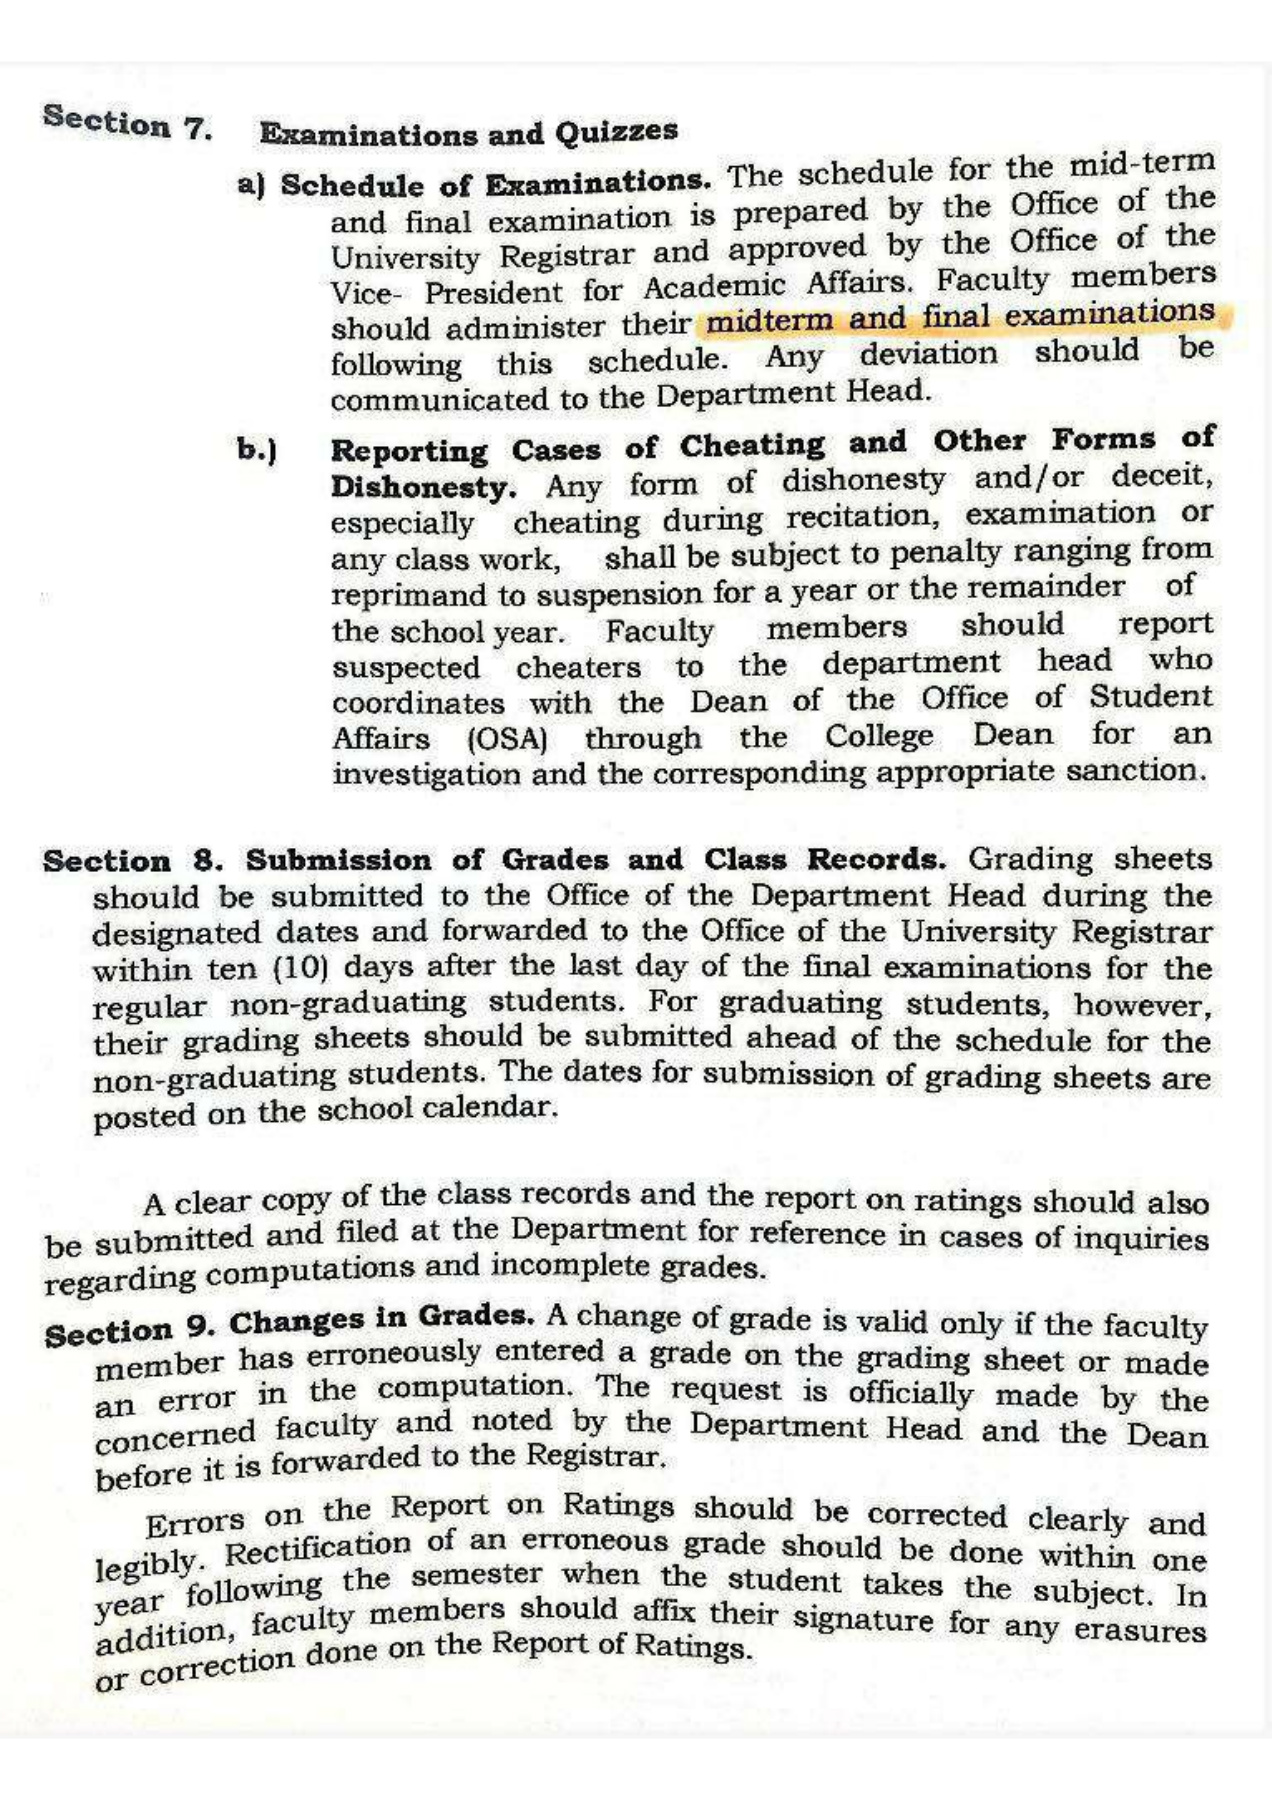 Section 7. Examinations and Quizzes
a) Schedule of Examinations. The schedule for the mid-term
and final examination is prepared by the Office of the
University Registrar and approved by the Office of the
Vice- President for Academic Affairs. Faculty members
should administer their midterm and final examinations
following this schedule. Any deviation should be
communicated to the Department Head.
b.) Reporting Cases of Cheating and Other Forms of
Dishonesty. Any form of dishonesty and/or deceit,
especially cheating during recitation, examination or
any class work, shall be subject to penalty ranging from
reprimand to suspension for a year or the remainder of
the school year. Faculty members should report
suspected cheaters to the department head who
coordinates with the Dean of the Office of Student
Affairs (OSA) through the College Dean for an
investigation and the corresponding appropriate sanction.
Section 8. Submission of Grades and Class Records. Grading sheets
should be submitted to the Office of the Department Head during the
designated dates and forwarded to the Office of the University Registrar
within ten (10) days after the last day of the final examinations for the
regular non-graduating students. For graduating students, however,
their grading sheets should be submitted ahead of the schedule for the
non-graduating students. The dates for submission of grading sheets are
posted on the school calendar.
A clear copy of the class records and the report on ratings should also
be submitted and filed at the Department for reference in cases of inquiries
regarding computations and incomplete grades.
Section 9. Changes in Grades. A change of grade is valid only if the faculty
member has erroneously entered a grade on the grading sheet or made
an error in the computation. The request is officially made by the
concerned faculty and noted by the Department Head and the Dean
before it is forwarded to the Registrar.
Errors on the Report on Ratings should be corrected clearly and
legibly. Rectification of an erroneous grade should be done within one
year following the semester when the student takes the subject. In
addition, faculty members should affix their signature for any erasures
or correction done on the Report of Ratings.